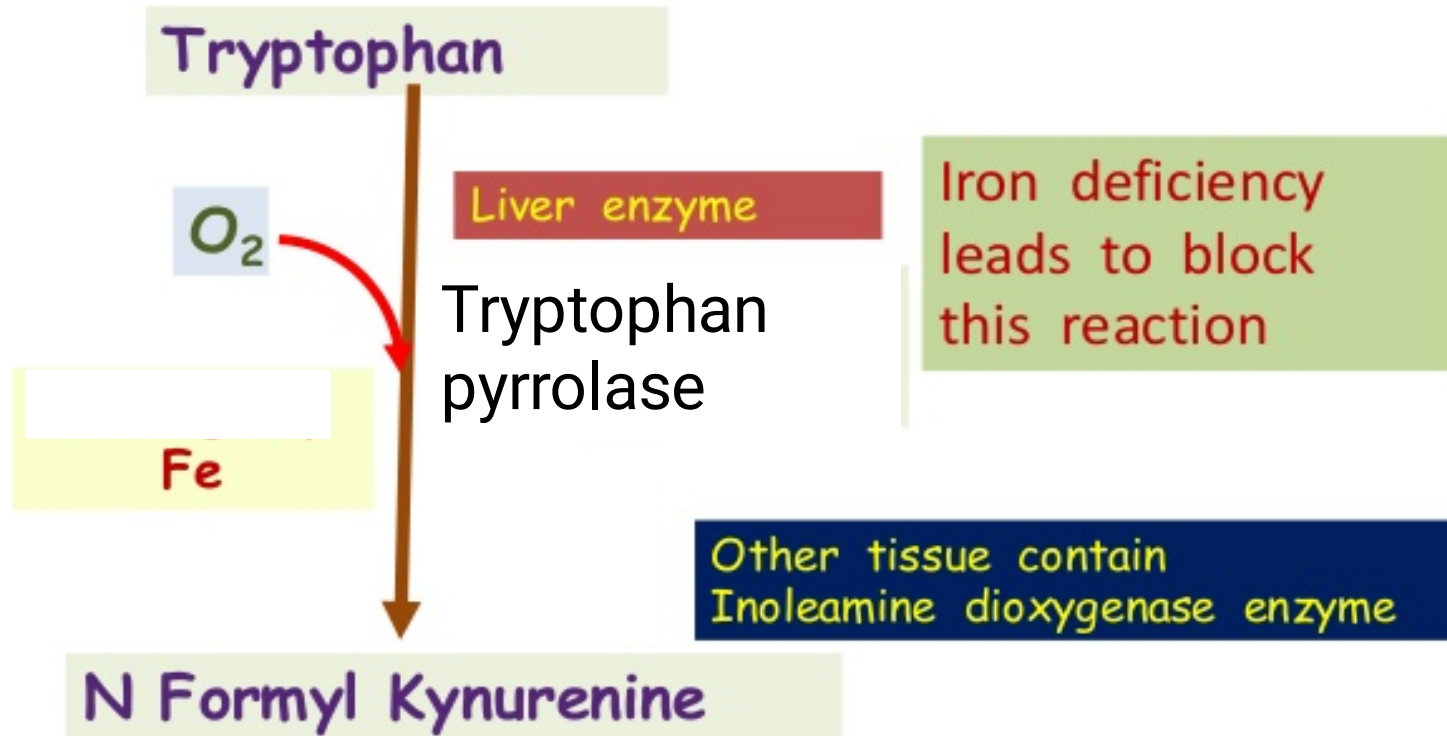 Tryptophan
O₂
Liver enzyme
Iron deficiency
leads to block
this reaction
Tryptophan
pyrrolase
Fe
Other tissue contain
Inoleamine dioxygenase enzyme
N Formyl Kynurenine